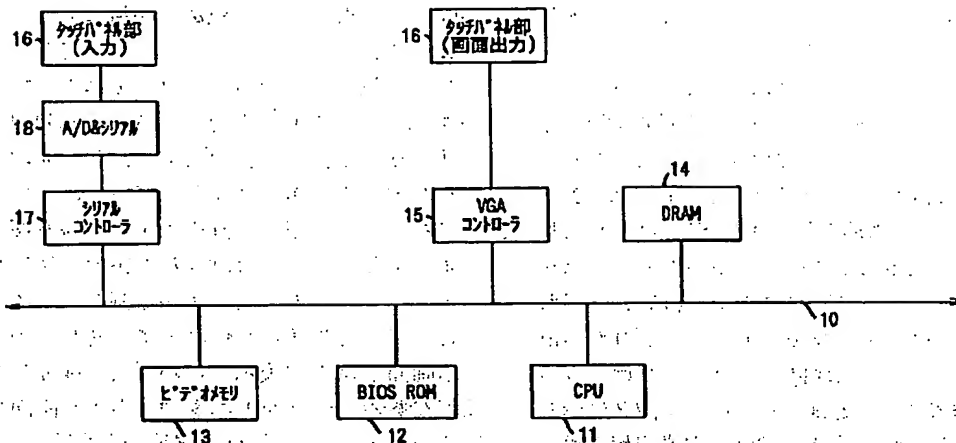 16
ﾀｯﾁﾊﾟﾈﾙ部
(入力)
16
ﾀｯﾁﾊﾟﾈﾙ部
(画面出力)
18
A/D&ｼﾘｱﾙ
17
ｼﾘｱﾙ
ｺﾝﾄﾛｰﾗ
15
VGA
ｺﾝﾄﾛｰﾗ
14
DRAM
10
ﾋﾞﾃﾞｵﾒﾓﾘ
13
BIOS ROM
12
CPU
11